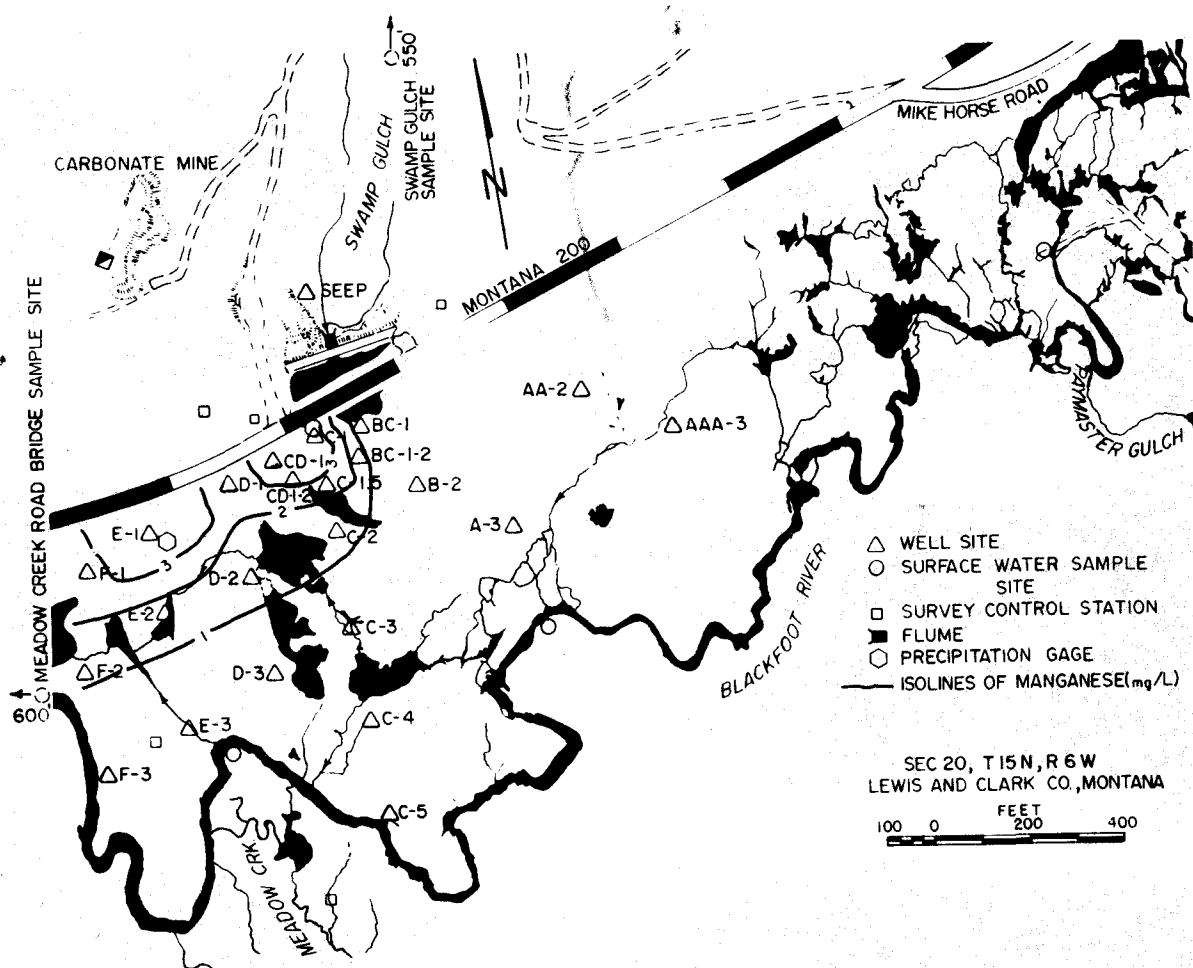 550'
SWAMP GULCH
SAMPLE SITE
SWAMP GULCH
CARBONATE MINE
MIKE HORSE ROAD
MONTANA 200
N
SEEP
MEADOW CREEK ROAD BRIDGE SAMPLE SITE
600'
AA-2
AAA-3
PAYMASTER GULCH
BC-1
C-1
BC-1-2
CD-1
3
D-1
CD-1-2
C-1.5
B-2
2
A-3
E-1
C-2
F-1
3
D-2
E-2
1
C-3
F-2
D-3
C-4
E-3
F-3
C-5
BLACKFOOT RIVER
MEADOW CRK
WELL SITE
SURFACE WATER SAMPLE
SITE
SURVEY CONTROL STATION
FLUME
PRECIPITATION GAGE
ISOLINES OF MANGANESE(mg/L)
SEC 20, T15N, R6W
LEWIS AND CLARK CO., MONTANA
FEET
100 0 200 400